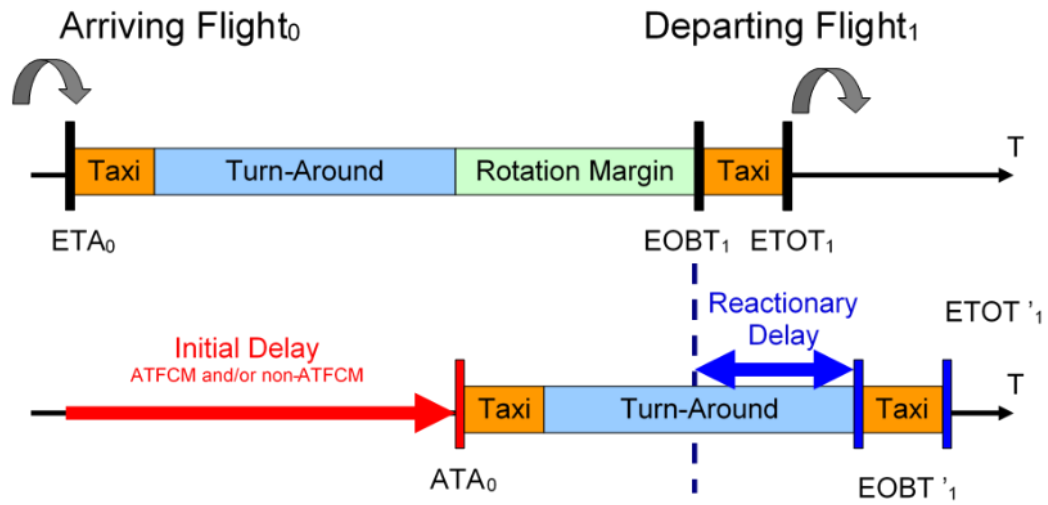 Arriving Flight₀
Departing Flight₁
Taxi Turn-Around Rotation Margin Taxi
T
ETA₀
EOBT₁
ETOT₁
Reactionary
Delay
ETOT ’₁
Initial Delay
ATFCM and/or non-ATFCM
T
Taxi Turn-Around Taxi
ATA₀
EOBT ’₁